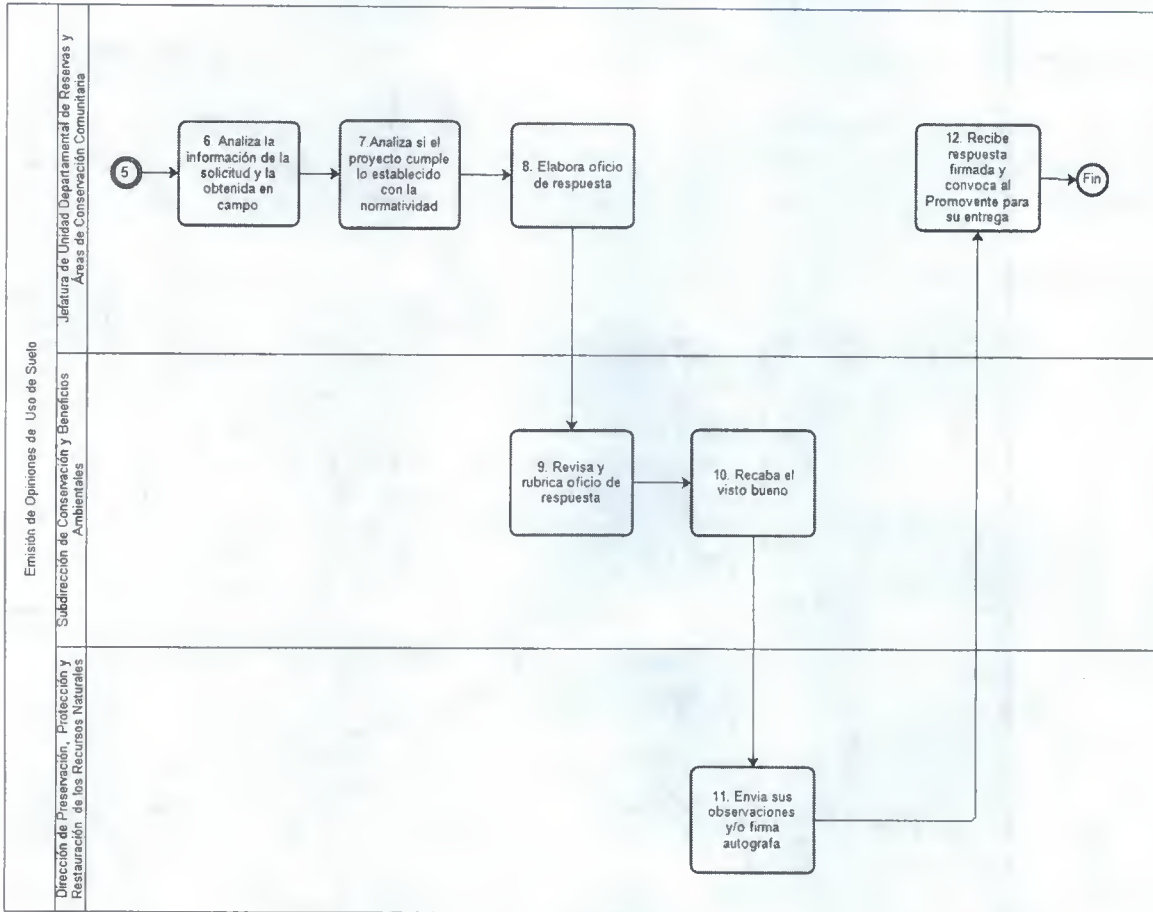 Emisión de Opiniones de Uso de Suelo
Jefatura de Unidad Departamental de Reservas y
Áreas de Conservación Comunitaria
5
6. Analiza la
información de la
solicitud y la
obtenida en
campo
7.Analiza si el
proyecto cumple
lo establecido
con la
normatividad
8. Elabora oficio
de respuesta
12. Recibe
respuesta
firmada y
convoca al
Promovente para
su entrega
Fin
Subdirección de Conservación y Beneficios
Ambientales
9. Revisa y
rubrica oficio de
respuesta
10. Recaba el
visto bueno
Dirección de Preservación, Protección y
Restauración de los Recursos Naturales
11. Envia sus
observaciones
y/o firma
autografa